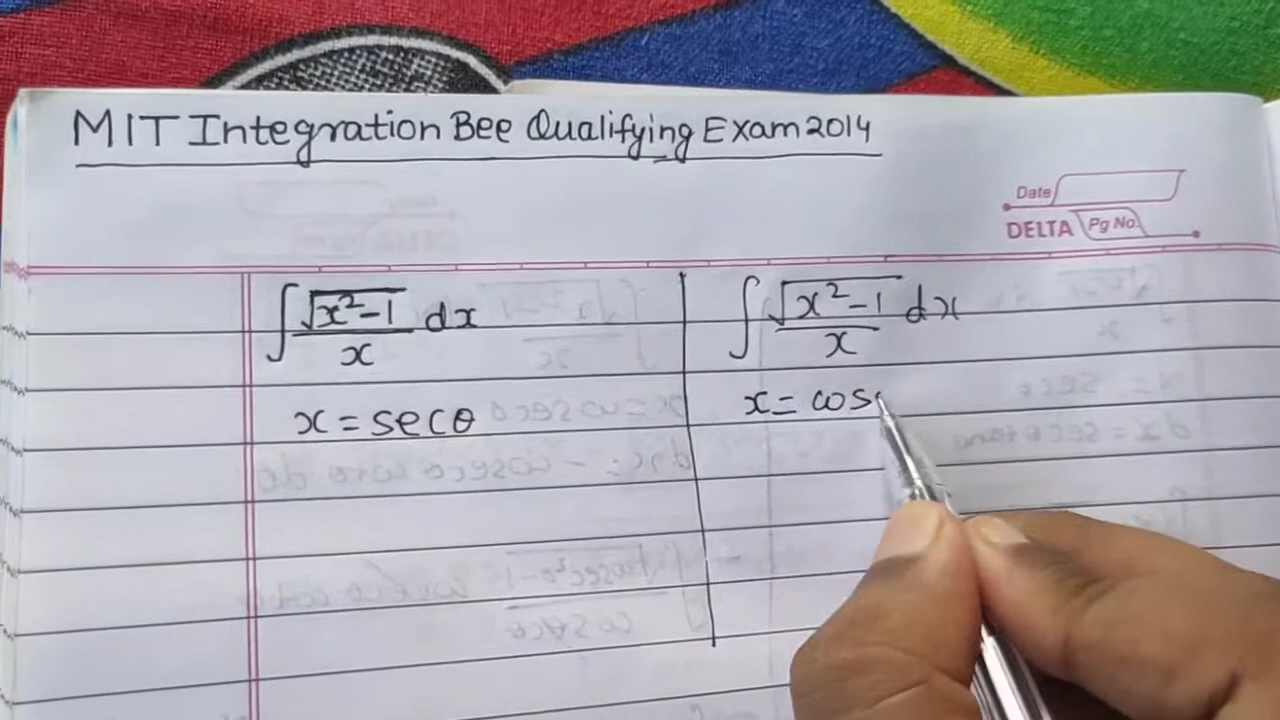 MIT Integration Bee Qualifying Exam 2014
Date
DELTA Pg No.
∫ √(x²-1)/x dx
∫ √(x²-1)/x dx
x = secθ
x = cos